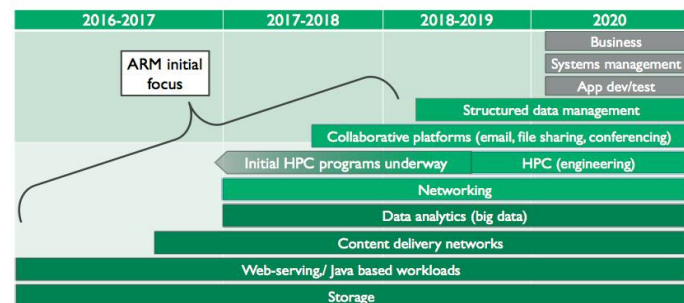 2016-2017 2017-2018 2018-2019 2020
Business
ARM initial
focus
Systems management
App dev/test
Structured data management
Collaborative platforms (email, file sharing, conferencing)
Initial HPC programs underway HPC (engineering)
Networking
Data analytics (big data)
Content delivery networks
Web-serving,/ Java based workloads
Storage